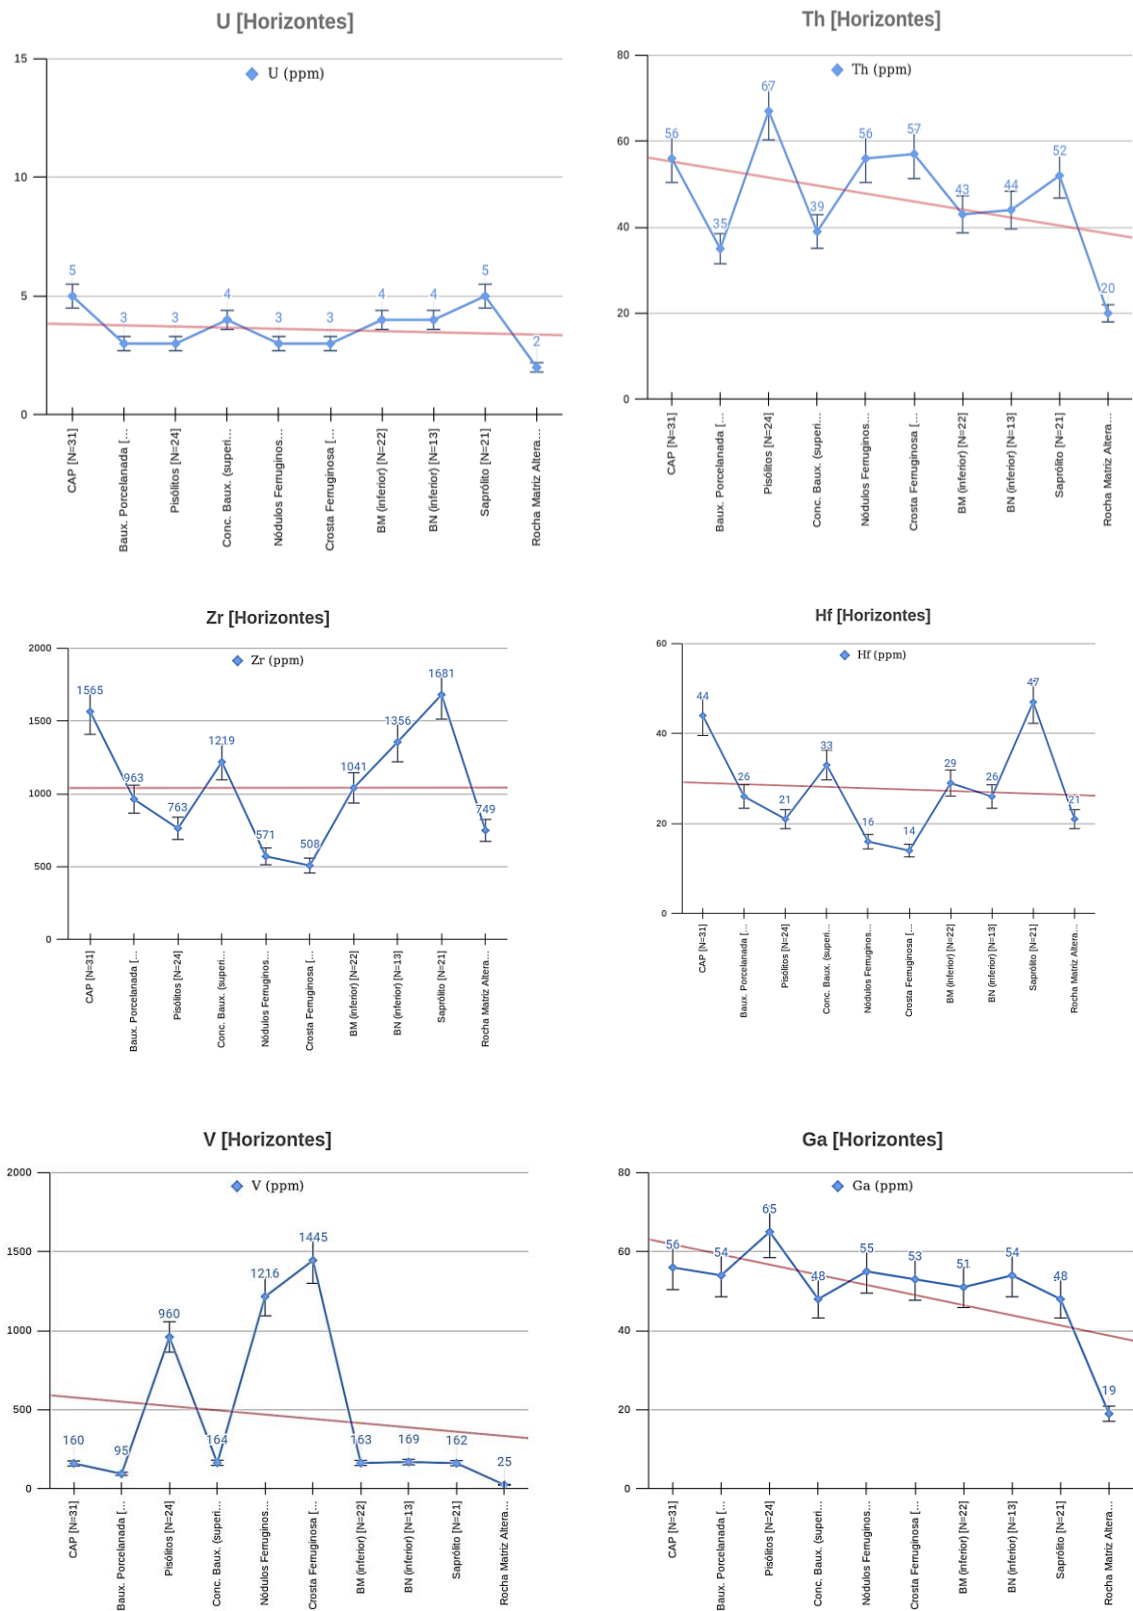 U [Horizontes]
U (ppm)
15
10
5
0
5
3
3
4
3
3
4
4
5
2
CAP [N=31]
Baux. Porcelanada [...
Pisólitos [N=24]
Conc. Baux. (superi...
Nódulos Ferruginos...
Crosta Ferruginosa [...
BM (inferior) [N=22]
BN (inferior) [N=13]
Saprólito [N=21]
Rocha Matriz Altera...
Th [Horizontes]
Th (ppm)
80
60
40
20
0
56
35
67
39
56
57
43
44
52
20
CAP [N=31]
Baux. Porcelanada [...
Pisólitos [N=24]
Conc. Baux. (superi...
Nódulos Ferruginos...
Crosta Ferruginosa [...
BM (inferior) [N=22]
BN (inferior) [N=13]
Saprólito [N=21]
Rocha Matriz Altera...
Zr [Horizontes]
Zr (ppm)
2000
1500
1000
500
0
1565
963
763
1219
571
508
1041
1356
1681
749
CAP [N=31]
Baux. Porcelanada [...
Pisólitos [N=24]
Conc. Baux. (superi...
Nódulos Ferruginos...
Crosta Ferruginosa [...
BM (inferior) [N=22]
BN (inferior) [N=13]
Saprólito [N=21]
Rocha Matriz Altera...
Hf [Horizontes]
Hf (ppm)
60
40
20
0
44
26
21
33
16
14
29
26
47
21
CAP [N=31]
Baux. Porcelanada [...
Pisólitos [N=24]
Conc. Baux. (superi...
Nódulos Ferruginos...
Crosta Ferruginosa [...
BM (inferior) [N=22]
BN (inferior) [N=13]
Saprólito [N=21]
Rocha Matriz Altera...
V [Horizontes]
V (ppm)
2000
1500
1000
500
0
160
95
960
164
1216
1445
163
169
162
25
CAP [N=31]
Baux. Porcelanada [...
Pisólitos [N=24]
Conc. Baux. (superi...
Nódulos Ferruginos...
Crosta Ferruginosa [...
BM (inferior) [N=22]
BN (inferior) [N=13]
Saprólito [N=21]
Rocha Matriz Altera...
Ga [Horizontes]
Ga (ppm)
80
60
40
20
0
56
54
65
48
55
53
51
54
48
19
CAP [N=31]
Baux. Porcelanada [...
Pisólitos [N=24]
Conc. Baux. (superi...
Nódulos Ferruginos...
Crosta Ferruginosa [...
BM (inferior) [N=22]
BN (inferior) [N=13]
Saprólito [N=21]
Rocha Matriz Altera...